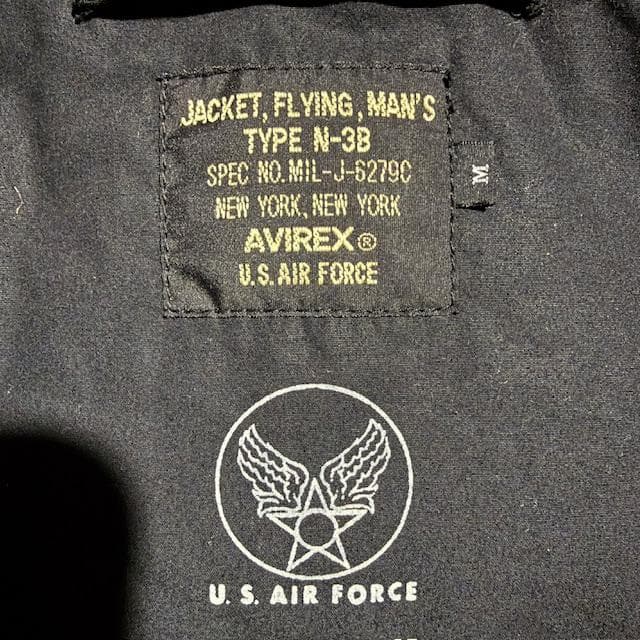 JACKET, FLYING, MAN'S
TYPE N-3B
SPEC NO. MIL-J-6279C
NEW YORK, NEW YORK
AVIREX®
U.S. AIR FORCE
M
U. S. AIR FORCE